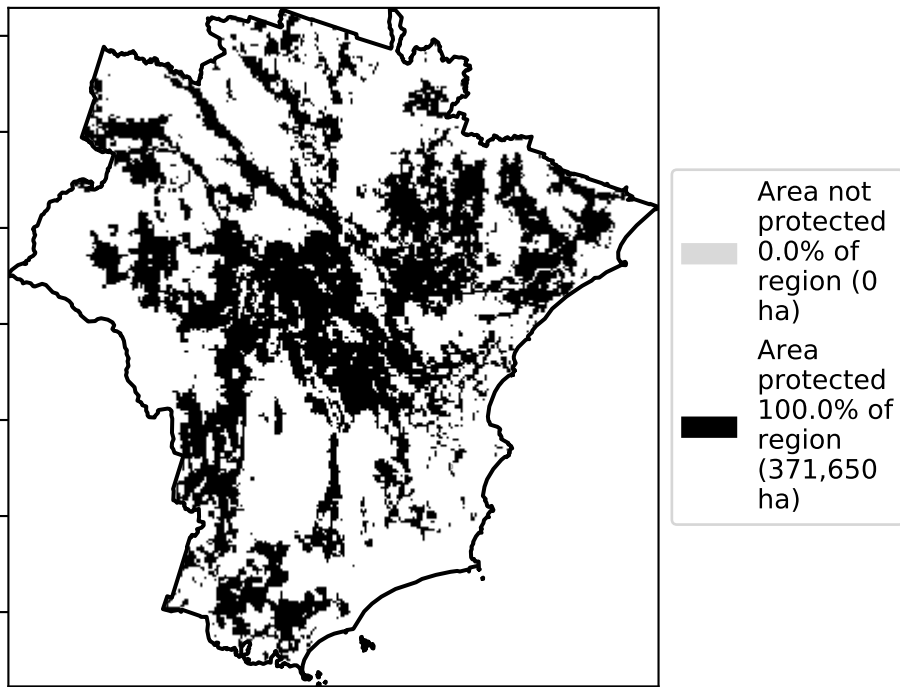 Area not
protected
0.0% of
region (0
ha)
Area
protected
100.0% of
region
(371,650
ha)